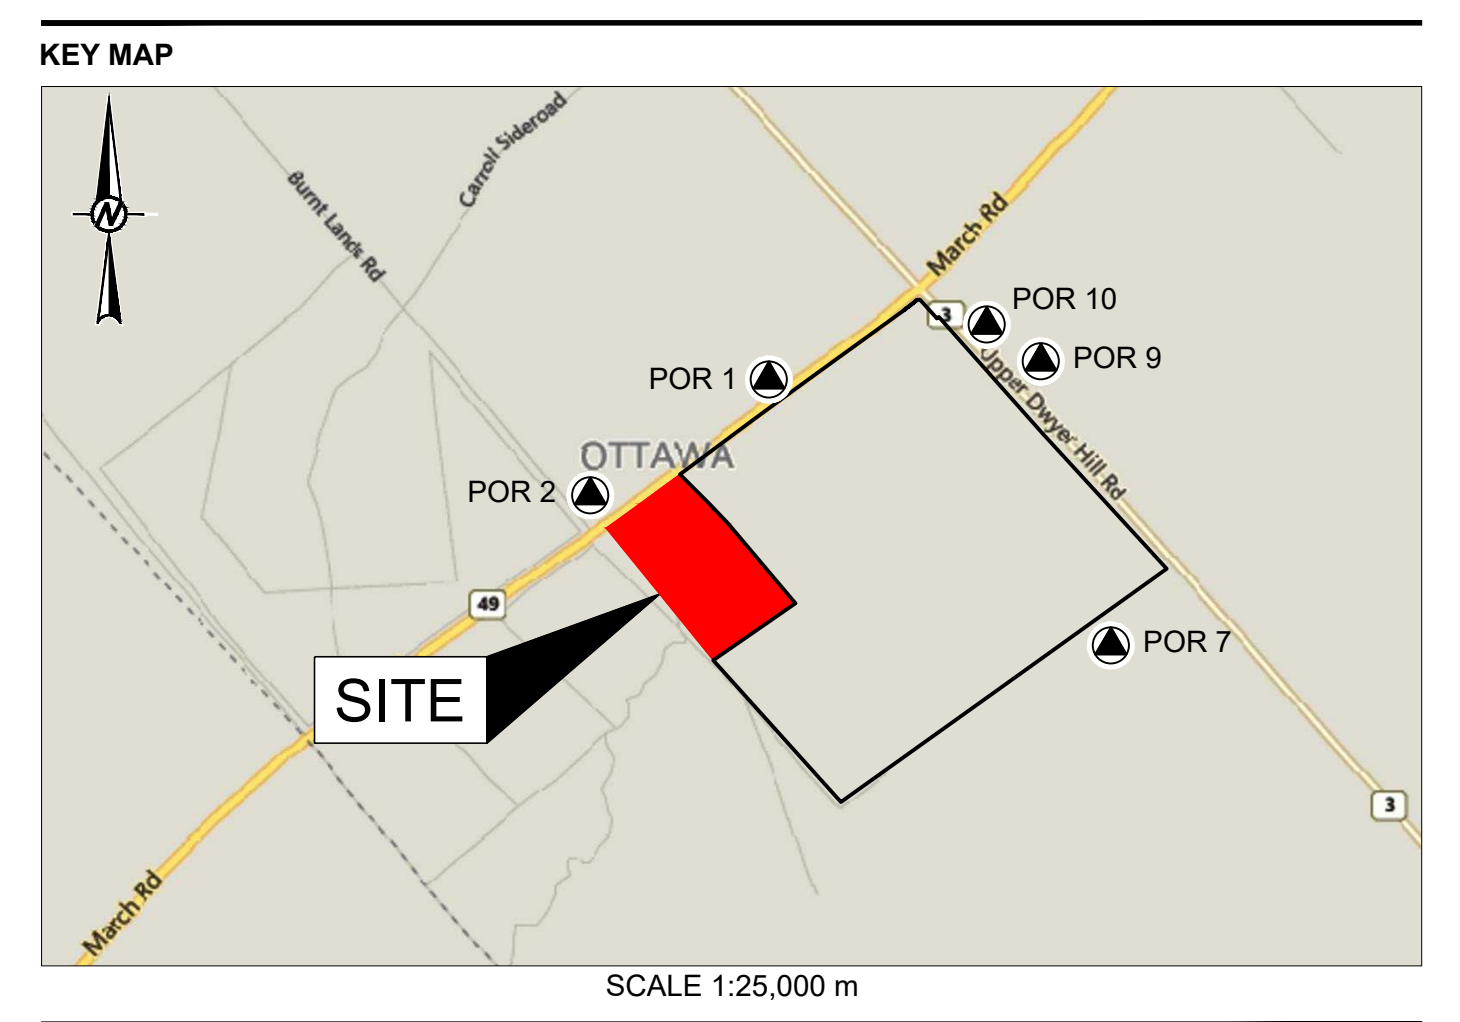 KEY MAP
Carroll Sideroad
Burnt Lands Rd
N
March Rd
POR 10
3
POR 9
Upper Dwyer Hill Rd
POR 1
OTTAWA
POR 2
49
POR 7
SITE
3
March Rd
SCALE 1:25,000 m